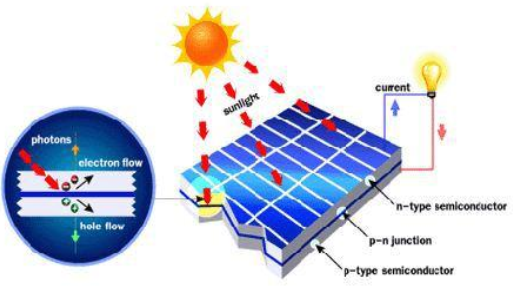 sunlight
current
photons
electron flow
hole flow
n-type semiconductor
p-n junction
p-type semiconductor